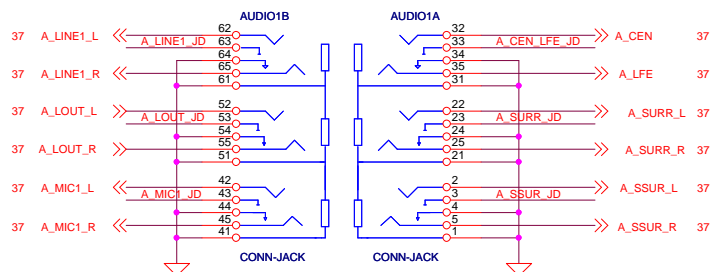 AUDIO1B AUDIO1A
37 A_LINE1_L 62 32 A_CEN 37
A_LINE1_JD 63 33 A_CEN_LFE_JD
64 34
37 A_LINE1_R 65 35 A_LFE 37
61 31
37 A_LOUT_L 52 22 A_SURR_L 37
A_LOUT_JD 53 23 A_SURR_JD
54 24
37 A_LOUT_R 55 25 A_SURR_R 37
51 21
37 A_MIC1_L 42 2 A_SSUR_L 37
A_MIC1_JD 43 3 A_SSUR_JD
44 4
37 A_MIC1_R 45 5 A_SSUR_R 37
41 1
CONN-JACK CONN-JACK